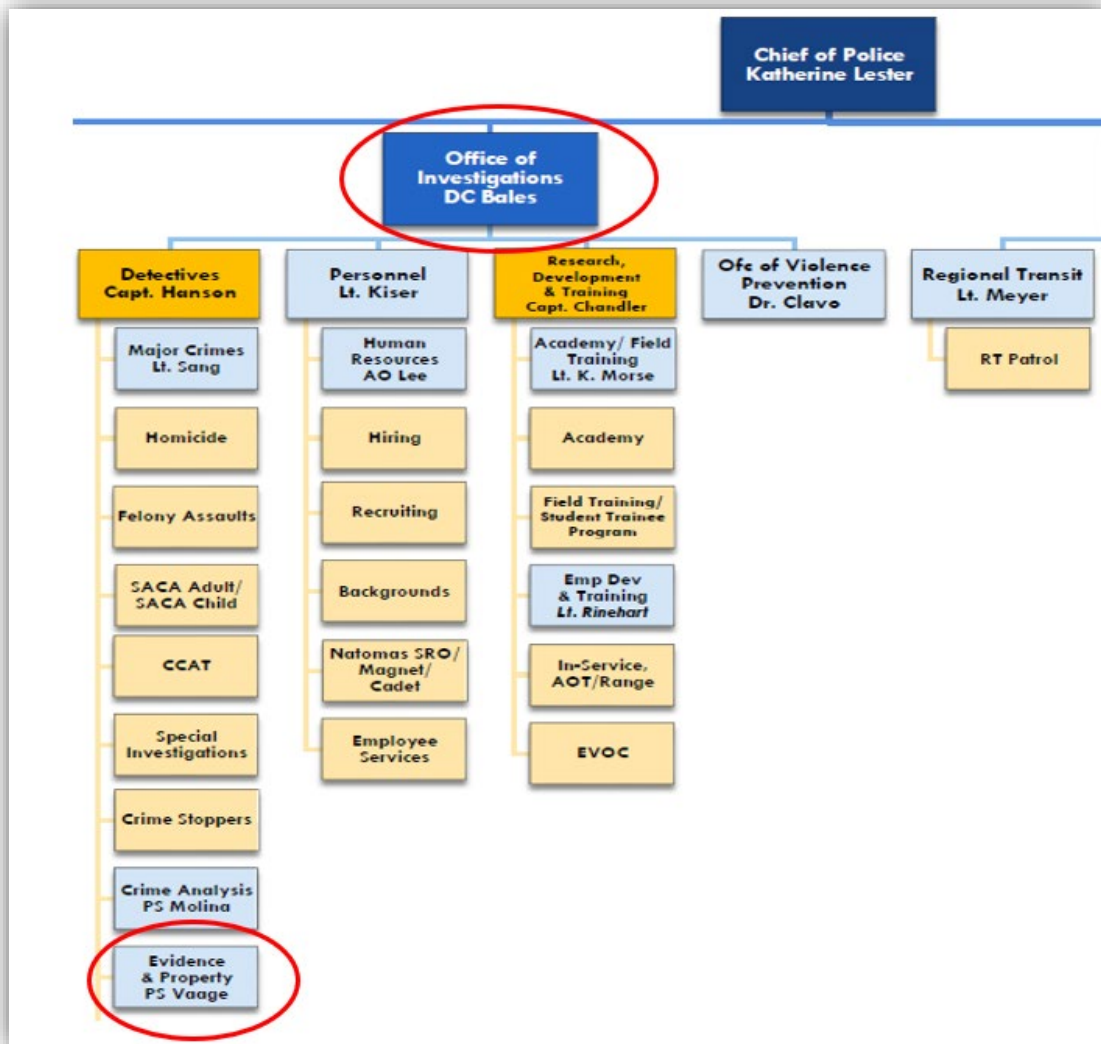 Chief of Police
Katherine Lester
Office of
Investigations
DC Bales
Detectives
Capt. Hanson
Major Crimes
Lt. Sang
Homicide
Felony Assaults
SACA Adult/
SACA Child
CCAT
Special
Investigations
Crime Stoppers
Crime Analysis
PS Molina
Evidence
& Property
PS Vaage
Personnel
Lt. Kiser
Human
Resources
AO Lee
Hiring
Recruiting
Backgrounds
Natomas SRO/
Magnet/
Cadet
Employee
Services
Research,
Development
& Training
Capt. Chandler
Academy/ Field
Training
Lt. K. Morse
Academy
Field Training/
Student Trainee
Program
Emp Dev
& Training
Lt. Rinehart
In-Service,
AOT/Range
EVOC
Ofc of Violence
Prevention
Dr. Clavo
Regional Transit
Lt. Meyer
RT Patrol